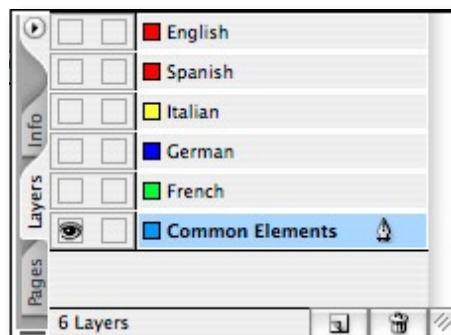 English
Spanish
Italian
German
French
Common Elements
6 Layers
Info
Layers
Pages